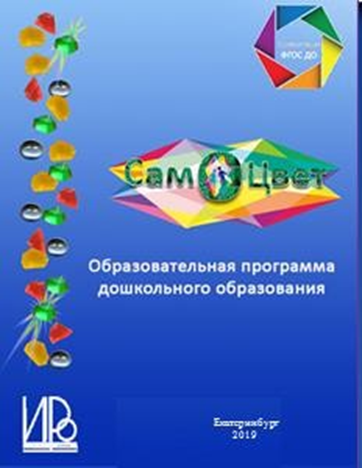 ФГОС ДО
СамОЦвет
Образовательная программа
дошкольного образования
ИРО
Екатеринбург
2019